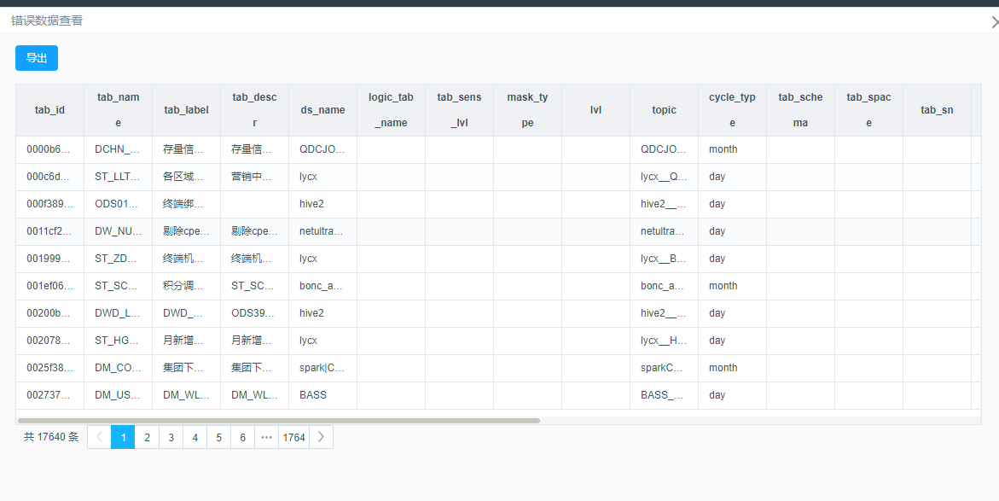 错误数据查看
导出
tab_id tab_name tab_label tab_descr ds_name logic_tab_name tab_sens_lvl mask_type lvl topic cycle_type tab_schema tab_space tab_sn
0000b6... DCHN_... 存量信... 存量信... QDCJO... QDCJO... month
000c6d... ST_LLT... 各区域... 营销中... lycx lycx__Q... day
000f389... ODS01... 终端绑... hive2 hive2__... day
0011cf2... DW_NU... 剔除cpe... 剔除cpe... netultra... netultra... day
001999... ST_ZD... 终端机... 终端机... lycx lycx__B... day
001ef06... ST_SC... 积分调... ST_SC... bonc_a... bonc_a... month
00200b... DWD_L... DWD_... ODS39... hive2 hive2__... day
002078... ST_HG... 月新增... 月新增... lycx lycx__H... day
0025f38... DM_CO... 集团下... 集团下... spark|C... sparkC... month
002737... DM_US... DM_WL... DM_WL... BASS BASS_... day
共 17640 条 1 2 3 4 5 6 ••• 1764